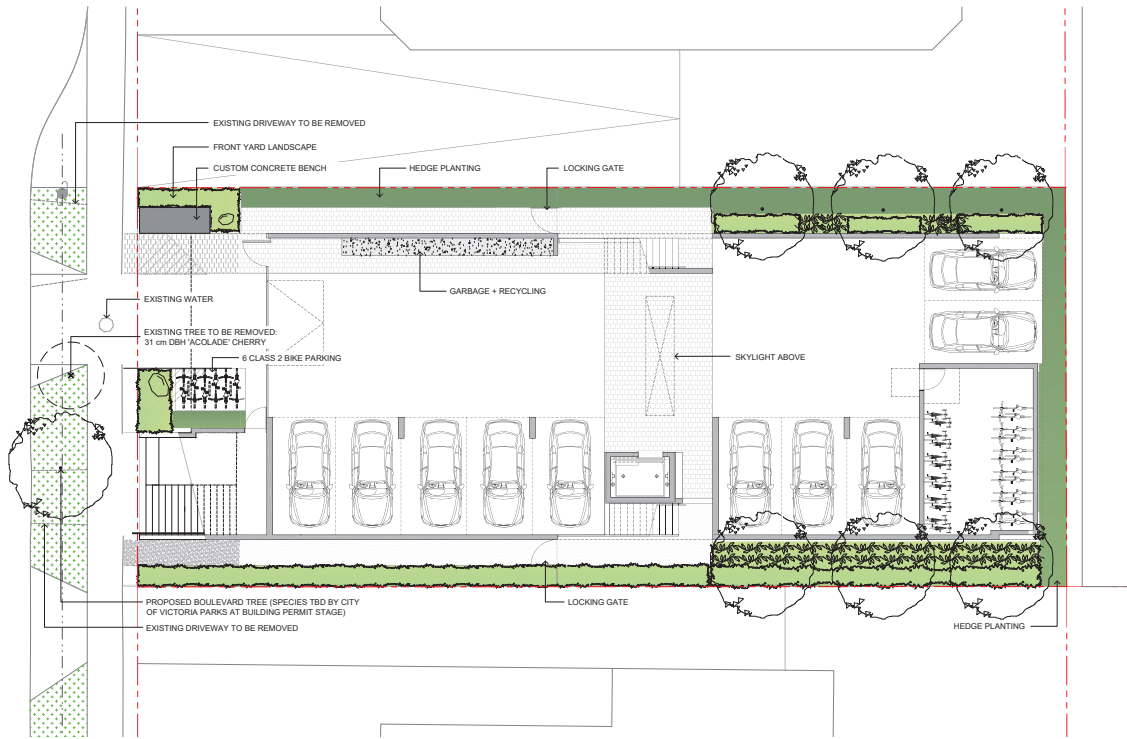 EXISTING DRIVEWAY TO BE REMOVED
FRONT YARD LANDSCAPE
CUSTOM CONCRETE BENCH
HEDGE PLANTING
LOCKING GATE
GARBAGE + RECYCLING
EXISTING WATER
EXISTING TREE TO BE REMOVED:
31 cm DBH 'ACOLADE' CHERRY
6 CLASS 2 BIKE PARKING
SKYLIGHT ABOVE
PROPOSED BOULEVARD TREE (SPECIES TBD BY CITY
OF VICTORIA PARKS AT BUILDING PERMIT STAGE)
LOCKING GATE
EXISTING DRIVEWAY TO BE REMOVED
HEDGE PLANTING